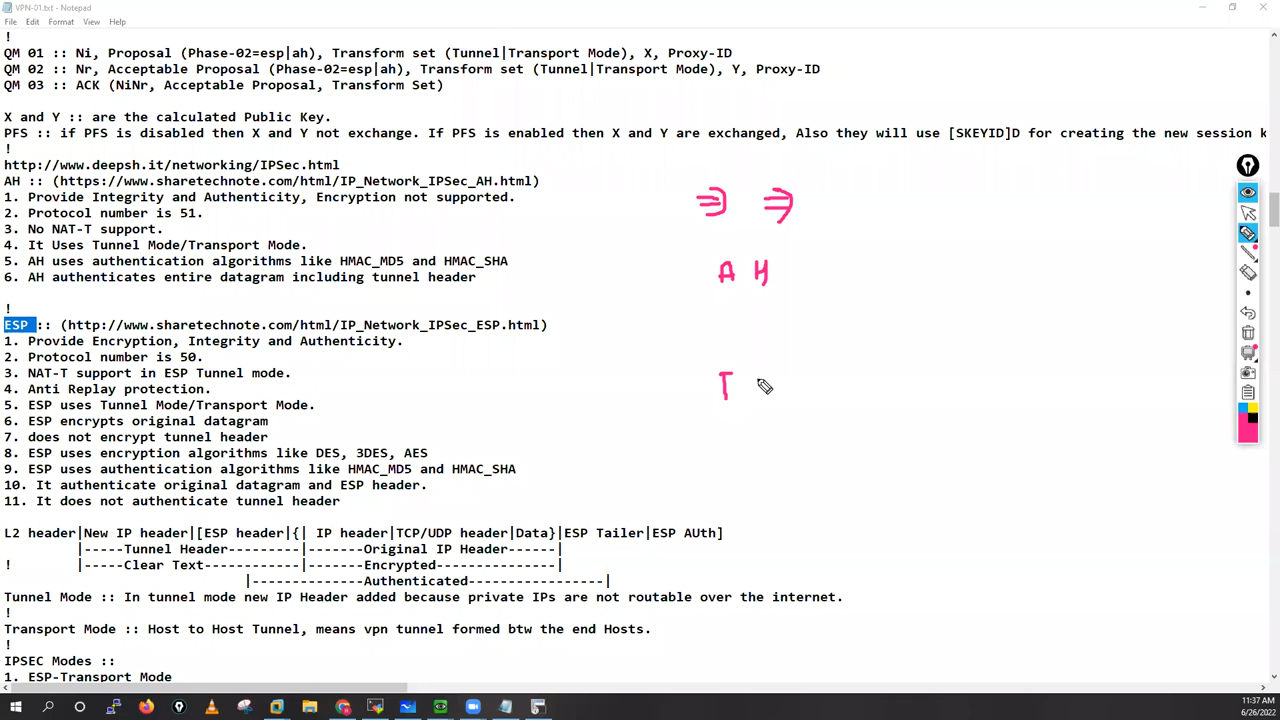 VPN-01.txt - Notepad
File Edit Format View Help
!
QM 01 :: Ni, Proposal (Phase-02=esp|ah), Transform set (Tunnel|Transport Mode), X, Proxy-ID
QM 02 :: Nr, Acceptable Proposal (Phase-02=esp|ah), Transform set (Tunnel|Transport Mode), Y, Proxy-ID
QM 03 :: ACK (NiNr, Acceptable Proposal, Transform Set)
X and Y :: are the calculated Public Key.
PFS :: if PFS is disabled then X and Y not exchange. If PFS is enabled then X and Y are exchanged, Also they will use [SKEYID]D for creating the new session k
!
http://www.deepsh.it/networking/IPSec.html
AH :: (https://www.sharetechnote.com/html/IP_Network_IPSec_AH.html)
1. Provide Integrity and Authenticity, Encryption not supported.
2. Protocol number is 51.
3. No NAT-T support.
4. It Uses Tunnel Mode/Transport Mode.
5. AH uses authentication algorithms like HMAC_MD5 and HMAC_SHA
6. AH authenticates entire datagram including tunnel header
A H
!
ESP :: (http://www.sharetechnote.com/html/IP_Network_IPSec_ESP.html)
1. Provide Encryption, Integrity and Authenticity.
2. Protocol number is 50.
3. NAT-T support in ESP Tunnel mode.
4. Anti Replay protection.
T
5. ESP uses Tunnel Mode/Transport Mode.
6. ESP encrypts original datagram
7. does not encrypt tunnel header
8. ESP uses encryption algorithms like DES, 3DES, AES
9. ESP uses authentication algorithms like HMAC_MD5 and HMAC_SHA
10. It authenticate original datagram and ESP header.
11. It does not authenticate tunnel header
L2 header|New IP header|[ESP header|{| IP header|TCP/UDP header|Data}|ESP Tailer|ESP AUth]
|-----Tunnel Header---------|-------Original IP Header------|
! |-----Clear Text------------|-------Encrypted---------------|
|--------------Authenticated-----------------|
Tunnel Mode :: In tunnel mode new IP Header added because private IPs are not routable over the internet.
!
Transport Mode :: Host to Host Tunnel, means vpn tunnel formed btw the end Hosts.
!
IPSEC Modes ::
1. ESP-Transport Mode
11:37 AM
6/26/2022